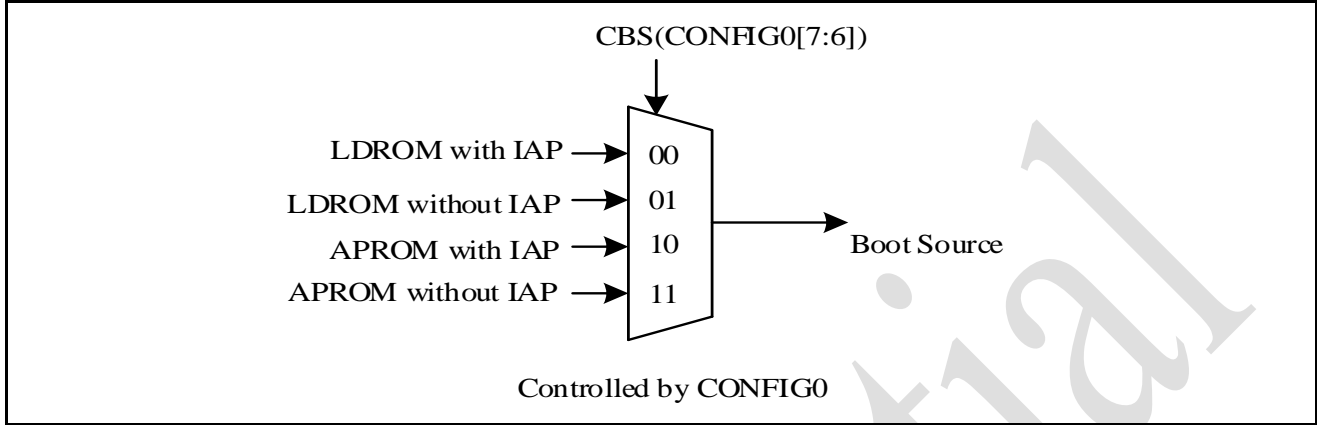 CBS(CONFIG0[7:6])
LDROM with IAP 00
LDROM without IAP 01
APROM with IAP 10
APROM without IAP 11
Boot Source
Controlled by CONFIG0
tial